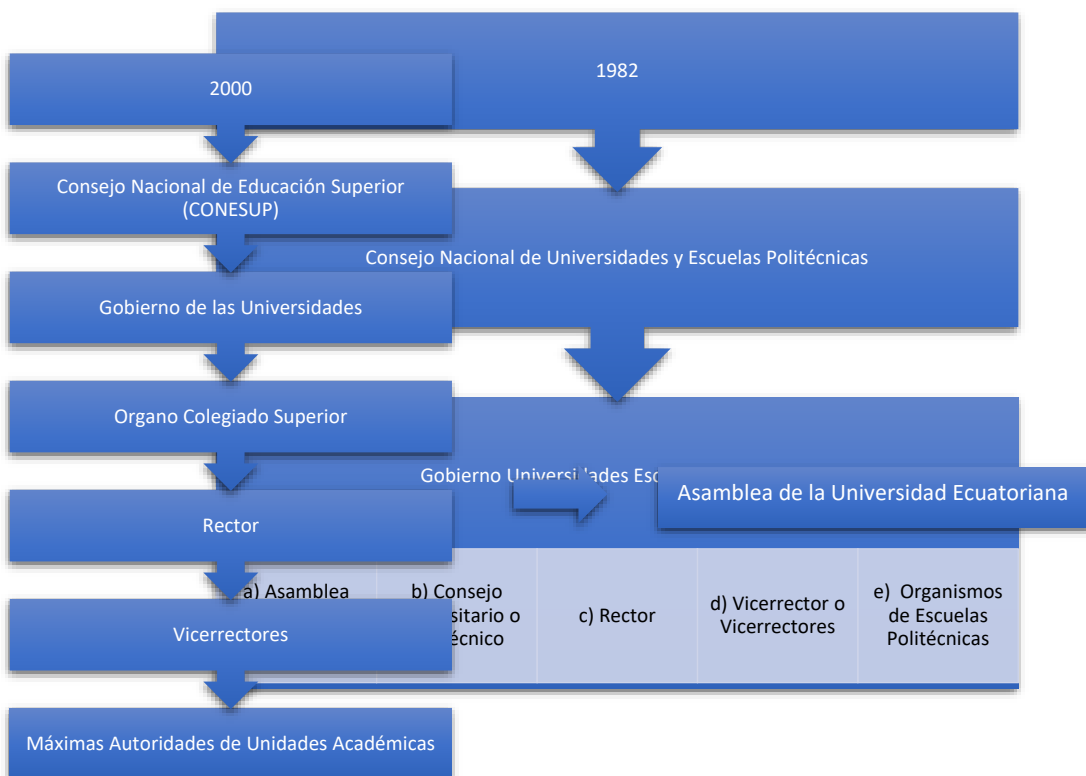 2000
Consejo Nacional de Educación Superior
(CONESUP)
Gobierno de las Universidades
Organo Colegiado Superior
Rector
Vicerrectores
Máximas Autoridades de Unidades Académicas
1982
Consejo Nacional de Universidades y Escuelas Politécnicas
Gobierno
Asamblea de la Universidad Ecuatoriana
a) Asamblea
b) Consejo
c) Rector
d) Vicerrector o
Vicerrectores
e) Organismos
de Escuelas
Politécnicas